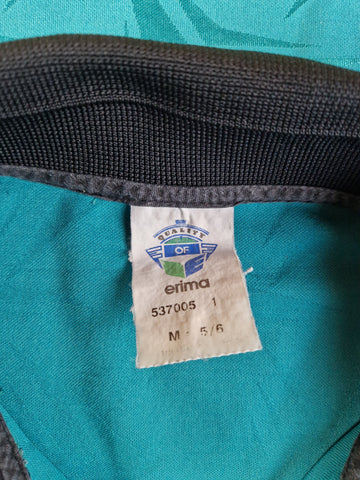 QUALITY
OF
erima
537005 1
M - 5/6